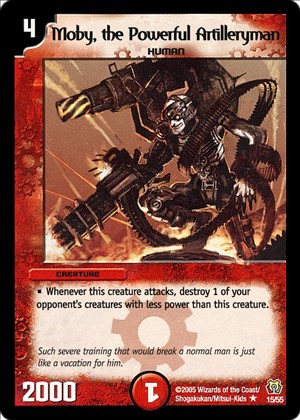 4 Moby, the Powerful Artilleryman
HUMAN
CREATURE
▪ Whenever this creature attacks, destroy 1 of your
opponent's creatures with less power than this creature.
Such severe training that would break a normal man is just
like a vacation for him.
2000 1
©2005 Wizards of the Coast/
Shogakukan/Mitsui-Kids ★ 15/55